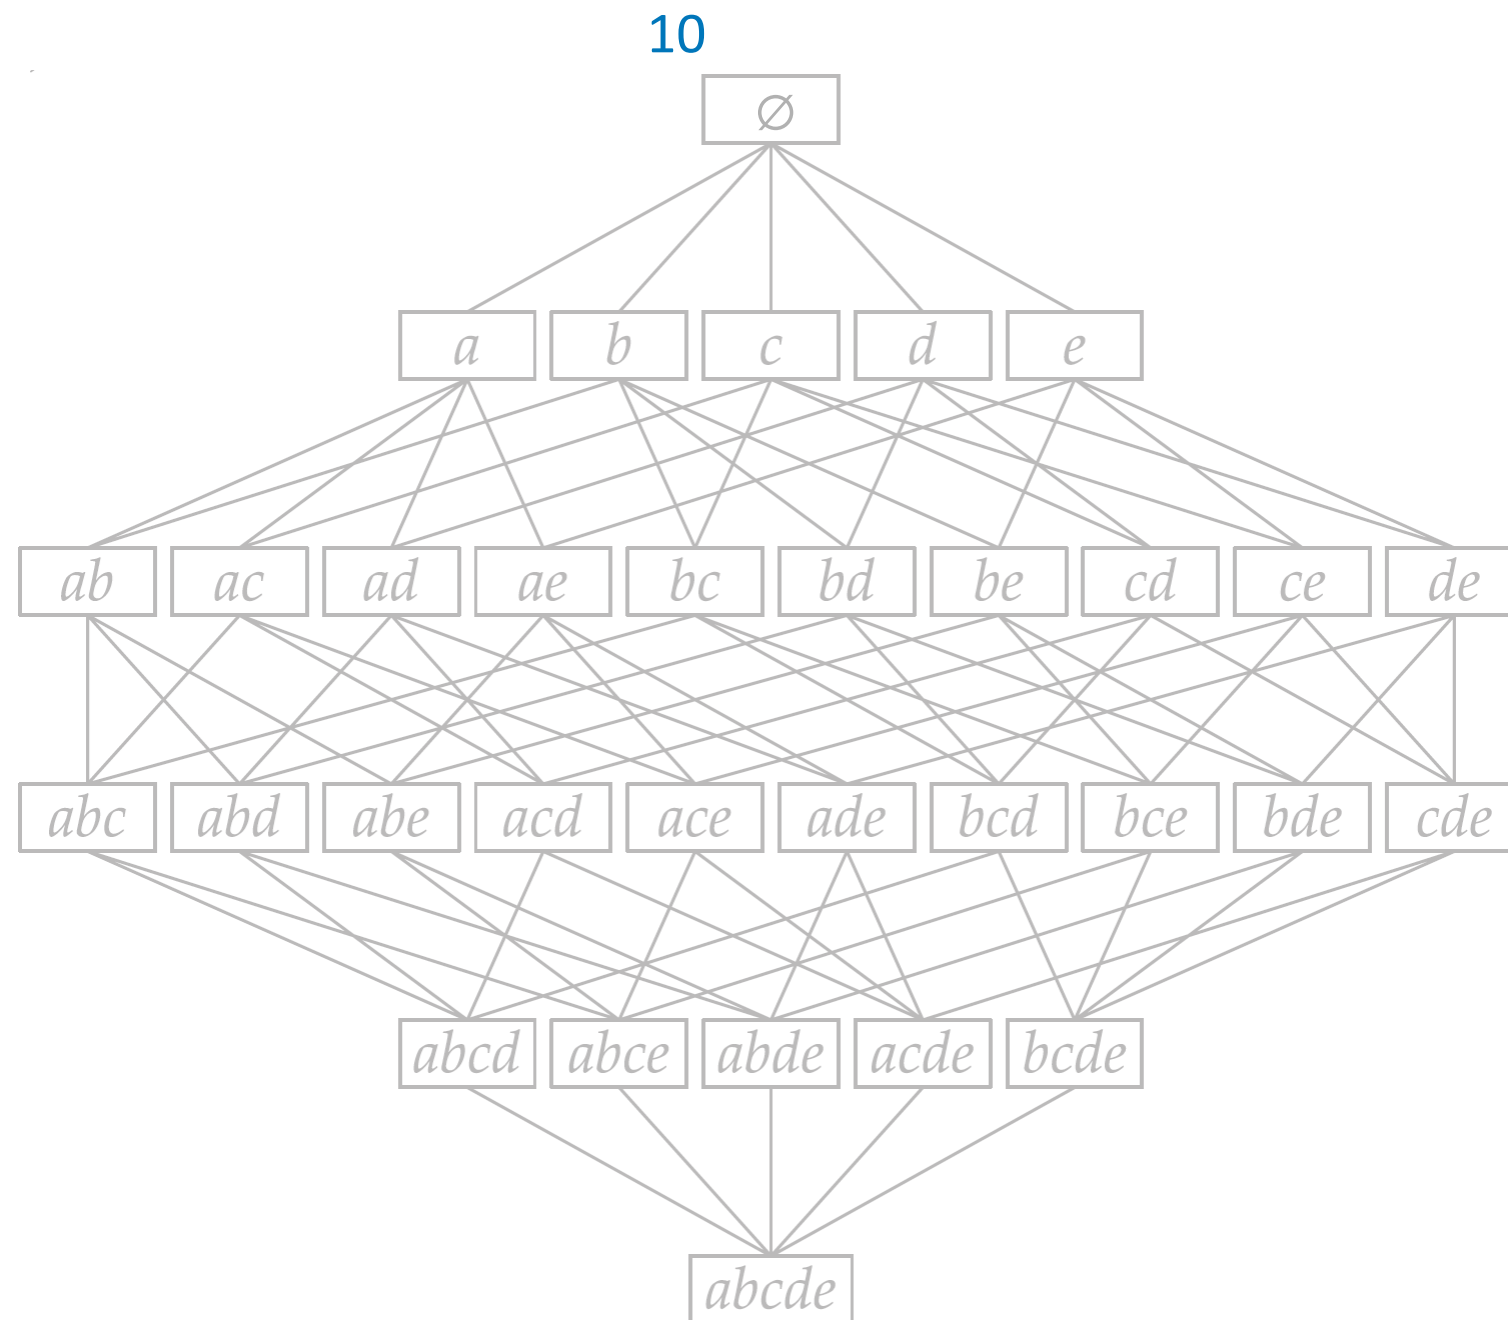 10
∅
a b c d e
ab ac ad ae bc bd be cd ce de
abc abd abe acd ace ade bcd bce bde cde
abcd abce abde acde bcde
abcde